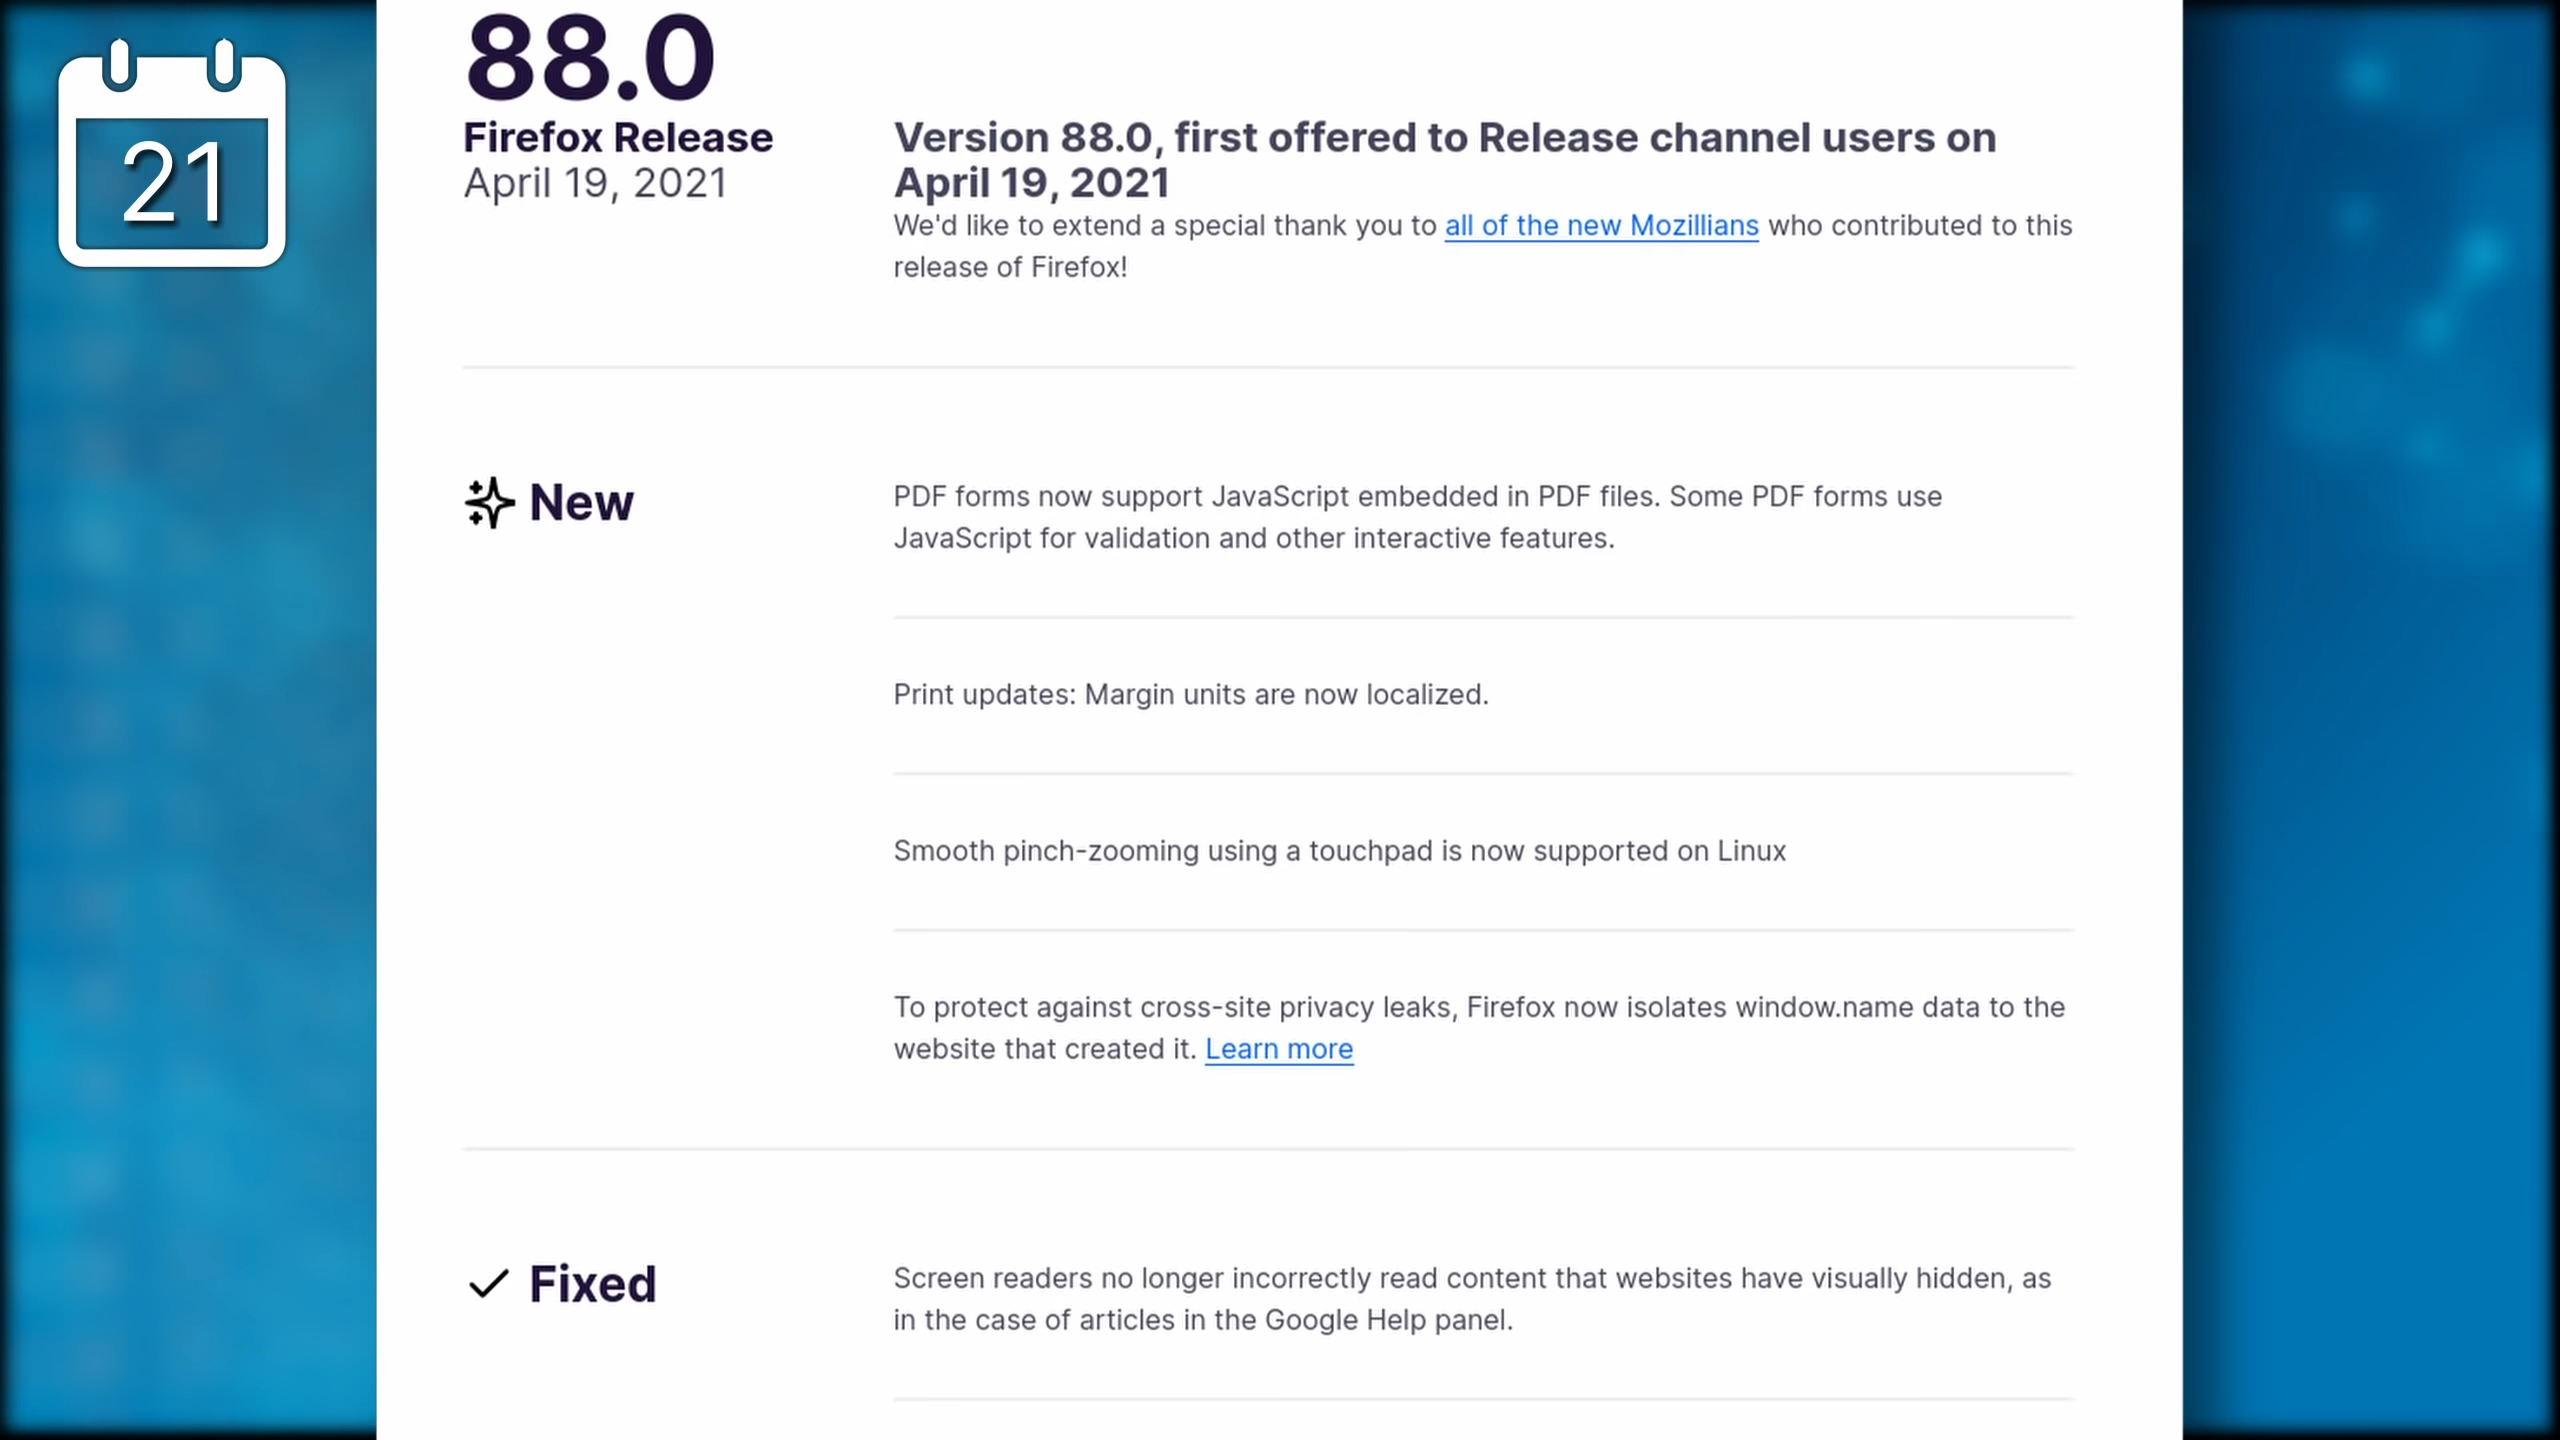 21
88.0
Firefox Release
April 19, 2021
Version 88.0, first offered to Release channel users on
April 19, 2021
We'd like to extend a special thank you to all of the new Mozillians who contributed to this
release of Firefox!
New
PDF forms now support JavaScript embedded in PDF files. Some PDF forms use
JavaScript for validation and other interactive features.
Print updates: Margin units are now localized.
Smooth pinch-zooming using a touchpad is now supported on Linux
To protect against cross-site privacy leaks, Firefox now isolates window.name data to the
website that created it. Learn more
Fixed
Screen readers no longer incorrectly read content that websites have visually hidden, as
in the case of articles in the Google Help panel.